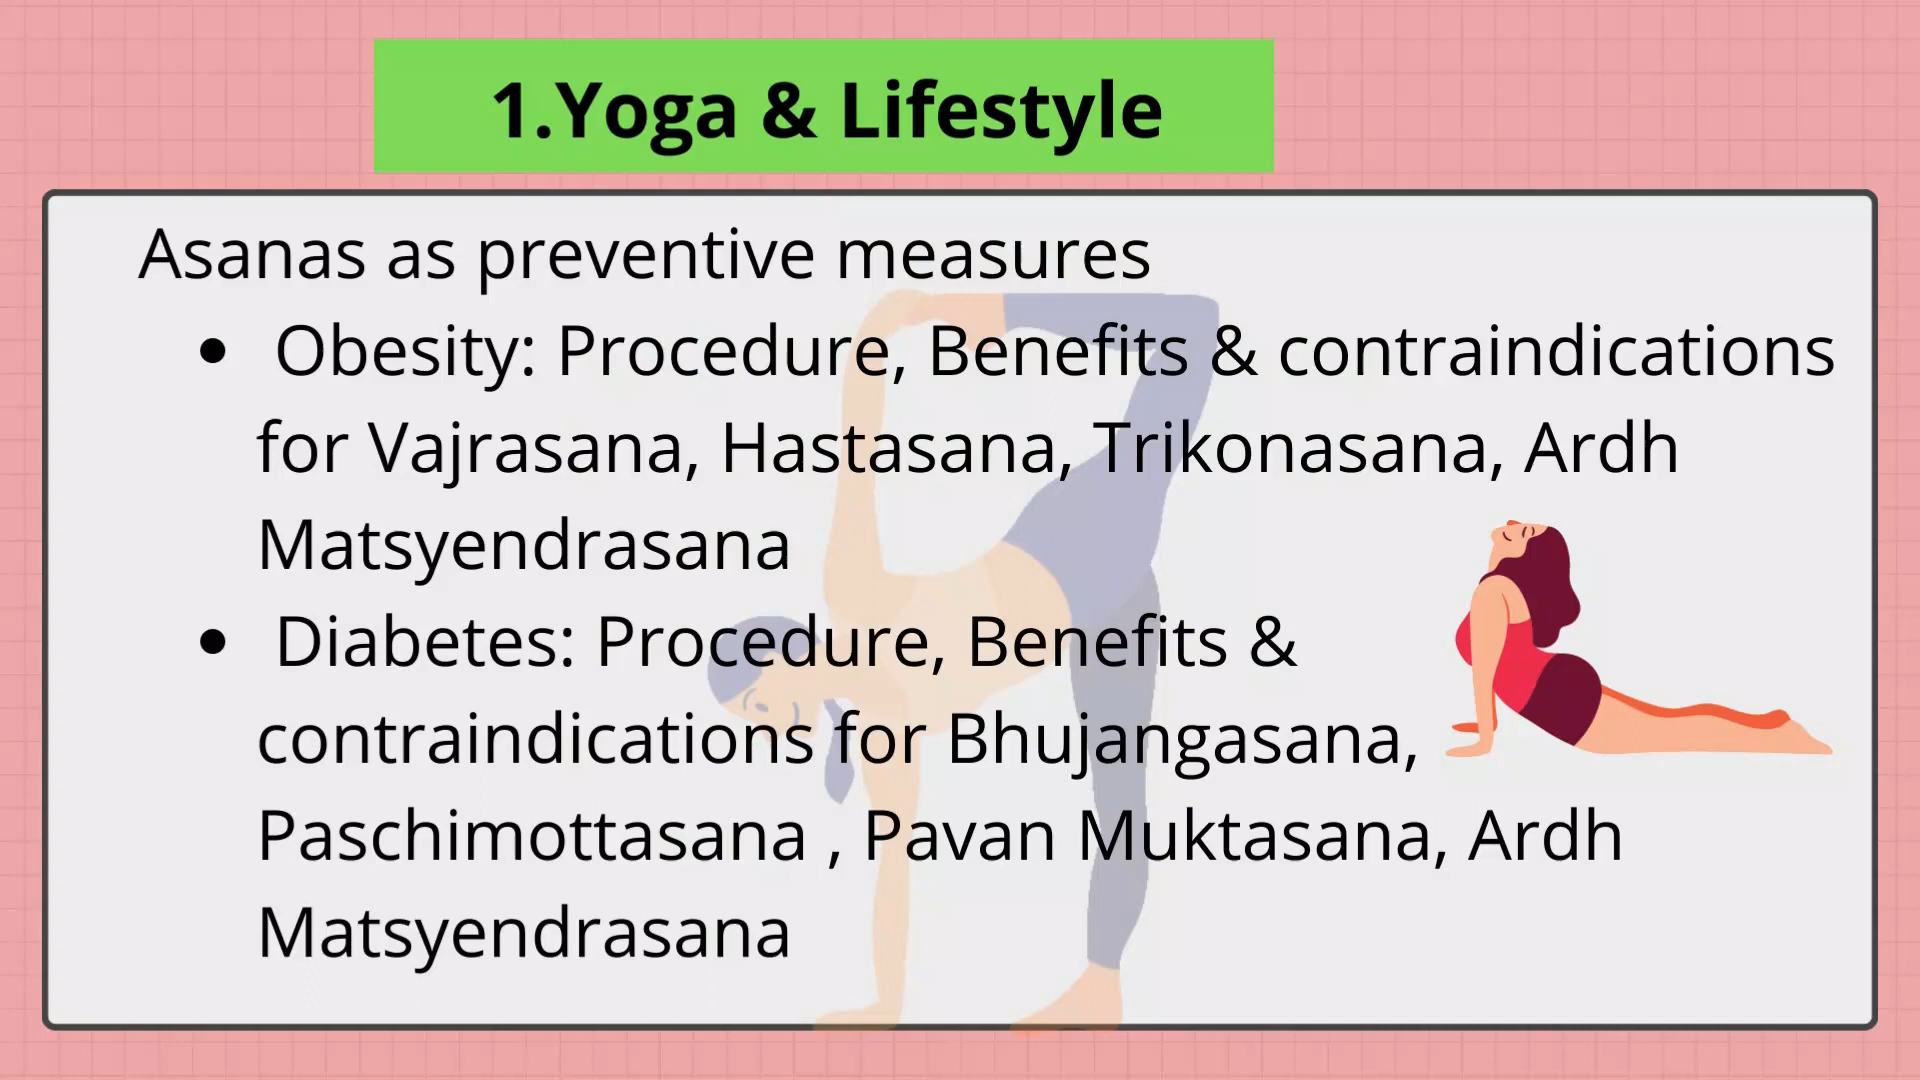 1.Yoga & Lifestyle
Asanas as preventive measures
• Obesity: Procedure, Benefits & contraindications
for Vajrasana, Hastasana, Trikonasana, Ardh
Matsyendrasana
• Diabetes: Procedure, Benefits &
contraindications for Bhujangasana,
Paschimottasana , Pavan Muktasana, Ardh
Matsyendrasana